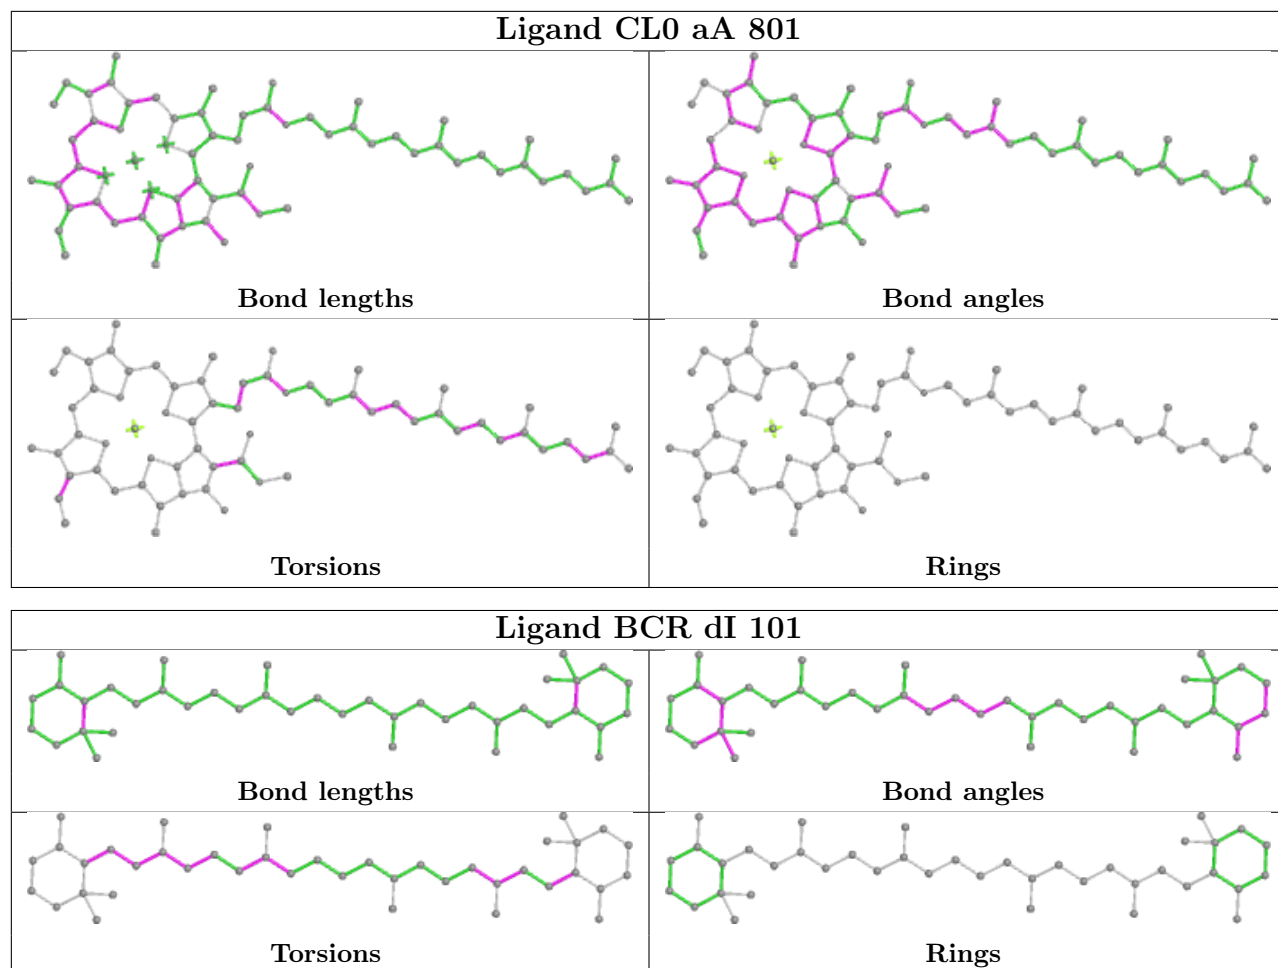 Ligand CL0 aA 801
Bond lengths
Bond angles
Torsions
Rings
Ligand BCR dI 101
Bond lengths
Bond angles
Torsions
Rings